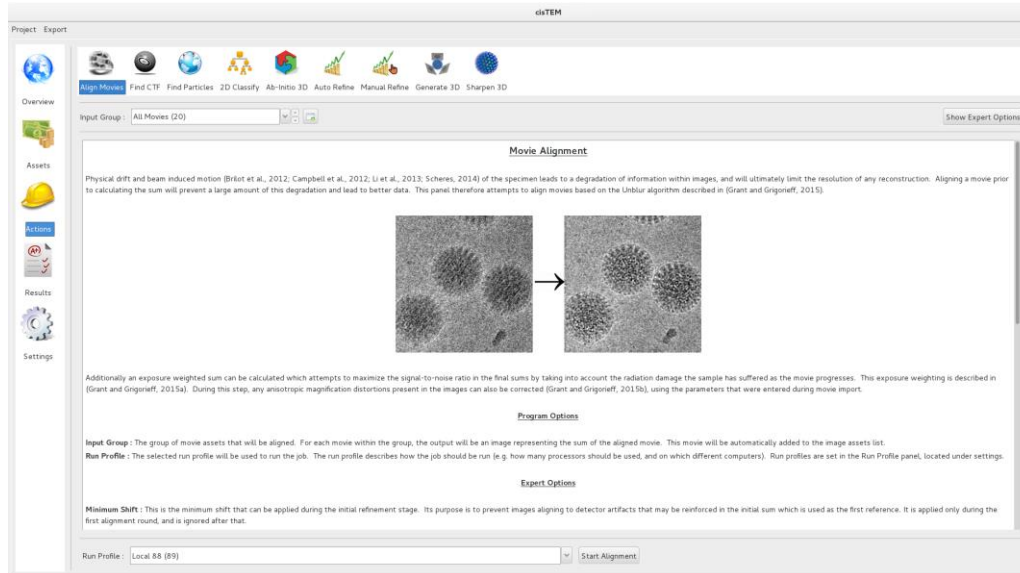 cisTEM
Project Export
Overview
Assets
Actions
Results
Settings
Align Movies Find CTF Find Particles 2D Classify Ab-Initio 3D Auto Refine Manual Refine Generate 3D Sharpen 3D
Input Group : All Movies (20) Show Expert Options
Movie Alignment
Physical drift and beam induced motion (Brilot et al., 2012; Campbell et al., 2012; Li et al., 2013; Scheres, 2014) of the specimen leads to a degradation of information within images, and will ultimately limit the resolution of any reconstruction. Aligning a movie prior
to calculating the sum will prevent a large amount of this degradation and lead to better data. This panel therefore attempts to align movies based on the Unblur algorithm described in (Grant and Grigorieff, 2015).
Additionally an exposure weighted sum can be calculated which attempts to maximize the signal-to-noise ratio in the final sums by taking into account the radiation damage the sample has suffered as the movie progresses. This exposure weighting is described in
(Grant and Grigorieff, 2015a). During this step, any anisotropic magnification distortions present in the images can also be corrected (Grant and Grigorieff, 2015b), using the parameters that were entered during movie import.
Program Options
Input Group : The group of movie assets that will be aligned. For each movie within the group, the output will be an image representing the sum of the aligned movie. This movie will be automatically added to the image assets list.
Run Profile : The selected run profile will be used to run the job. The run profile describes how the job should be run (e.g. how many processors should be used, and on which different computers). Run profiles are set in the Run Profile panel, located under settings.
Expert Options
Minimum Shift : This is the minimum shift that can be applied during the initial refinement stage. Its purpose is to prevent images aligning to detector artifacts that may be reinforced in the initial sum which is used as the first reference. It is applied only during the
first alignment round, and is ignored after that.
Run Profile : Local 88 (89) Start Alignment